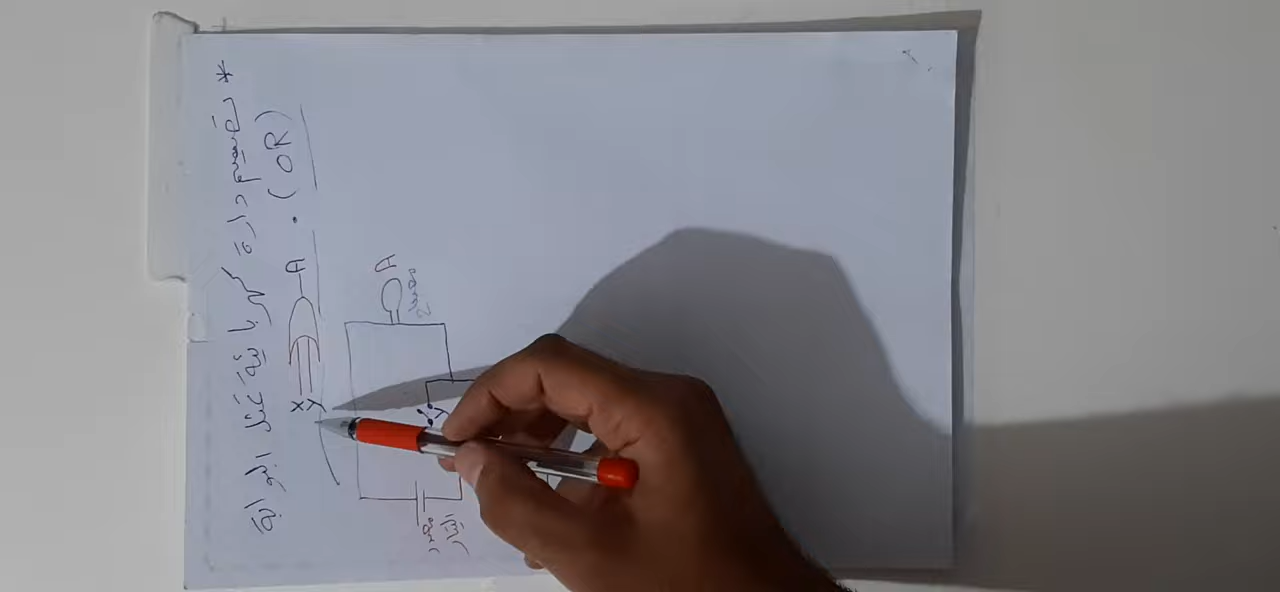 * تصميم دارة كهربائية تمثل البوابة
. (OR)
X
Y
A
A
مصباح
y
مصدر
التيار